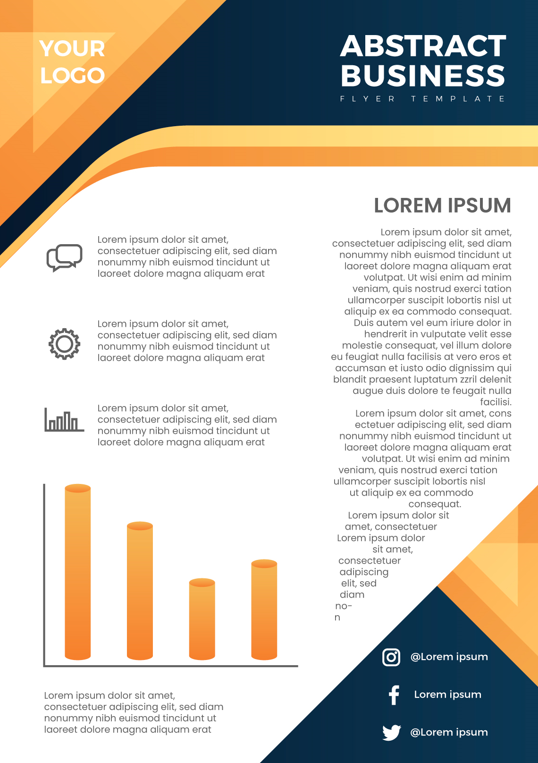 YOUR
LOGO
ABSTRACT
BUSINESS
FLYER TEMPLATE
Lorem ipsum dolor sit amet,
consectetuer adipiscing elit, sed diam
nonummy nibh euismod tincidunt ut
laoreet dolore magna aliquam erat
Lorem ipsum dolor sit amet,
consectetuer adipiscing elit, sed diam
nonummy nibh euismod tincidunt ut
laoreet dolore magna aliquam erat
Lorem ipsum dolor sit amet,
consectetuer adipiscing elit, sed diam
nonummy nibh euismod tincidunt ut
laoreet dolore magna aliquam erat
Lorem ipsum dolor sit amet,
consectetuer adipiscing elit, sed diam
nonummy nibh euismod tincidunt ut
laoreet dolore magna aliquam erat
LOREM IPSUM
Lorem ipsum dolor sit amet,
consectetuer adipiscing elit, sed diam
nonummy nibh euismod tincidunt ut
laoreet dolore magna aliquam erat
volutpat. Ut wisi enim ad minim
veniam, quis nostrud exerci tation
ullamcorper suscipit lobortis nisl ut
aliquip ex ea commodo consequat.
Duis autem vel eum iriure dolor in
hendrerit in vulputate velit esse
molestie consequat, vel illum dolore
eu feugiat nulla facilisis at vero eros et
accumsan et iusto odio dignissim qui
blandit praesent luptatum zzril delenit
augue duis dolore te feugait nulla
facilisi.
Lorem ipsum dolor sit amet, cons
ectetuer adipiscing elit, sed diam
nonummy nibh euismod tincidunt ut
laoreet dolore magna aliquam erat
volutpat. Ut wisi enim ad minim
veniam, quis nostrud exerci tation
ullamcorper suscipit lobortis nisl
ut aliquip ex ea commodo
consequat.
Lorem ipsum dolor sit
amet, consectetuer
Lorem ipsum dolor
sit amet,
consectetuer
adipiscing
elit, sed
diam
no-
n
@Lorem ipsum
Lorem ipsum
@Lorem ipsum